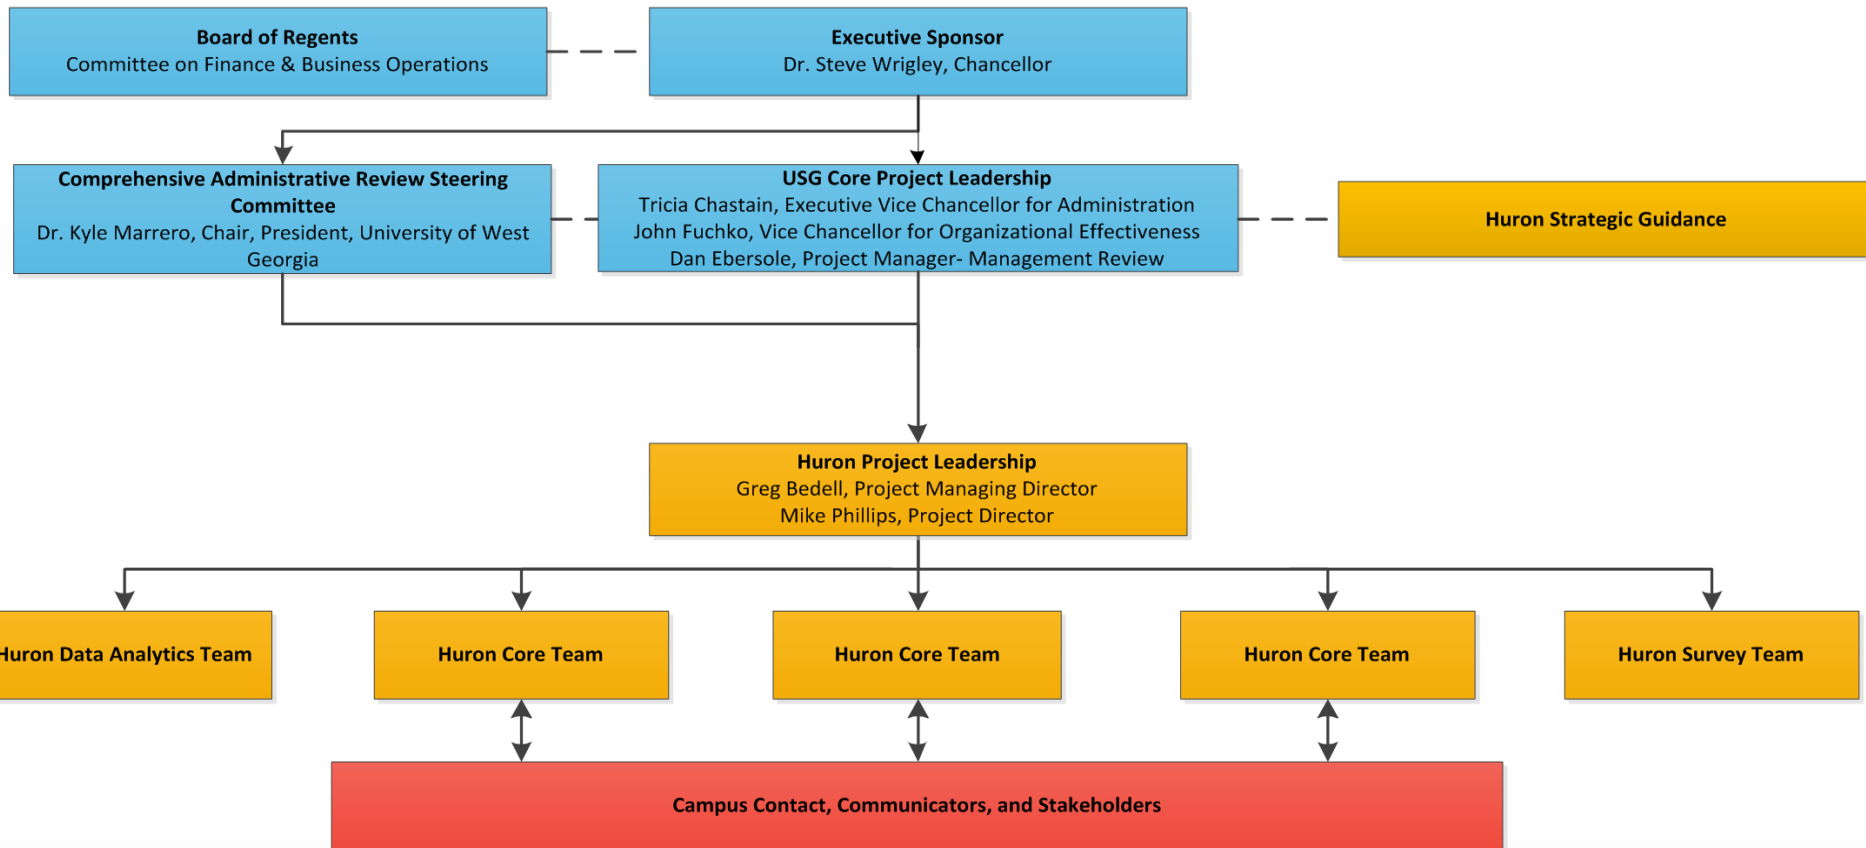 Board of Regents
Committee on Finance & Business Operations
Executive Sponsor
Dr. Steve Wrigley, Chancellor
Comprehensive Administrative Review Steering
Committee
Dr. Kyle Marrero, Chair, President, University of West
Georgia
USG Core Project Leadership
Tricia Chastain, Executive Vice Chancellor for Administration
John Fuchko, Vice Chancellor for Organizational Effectiveness
Dan Ebersole, Project Manager- Management Review
Huron Strategic Guidance
Huron Project Leadership
Greg Bedell, Project Managing Director
Mike Phillips, Project Director
Huron Data Analytics Team
Huron Core Team
Huron Core Team
Huron Core Team
Huron Survey Team
Campus Contact, Communicators, and Stakeholders